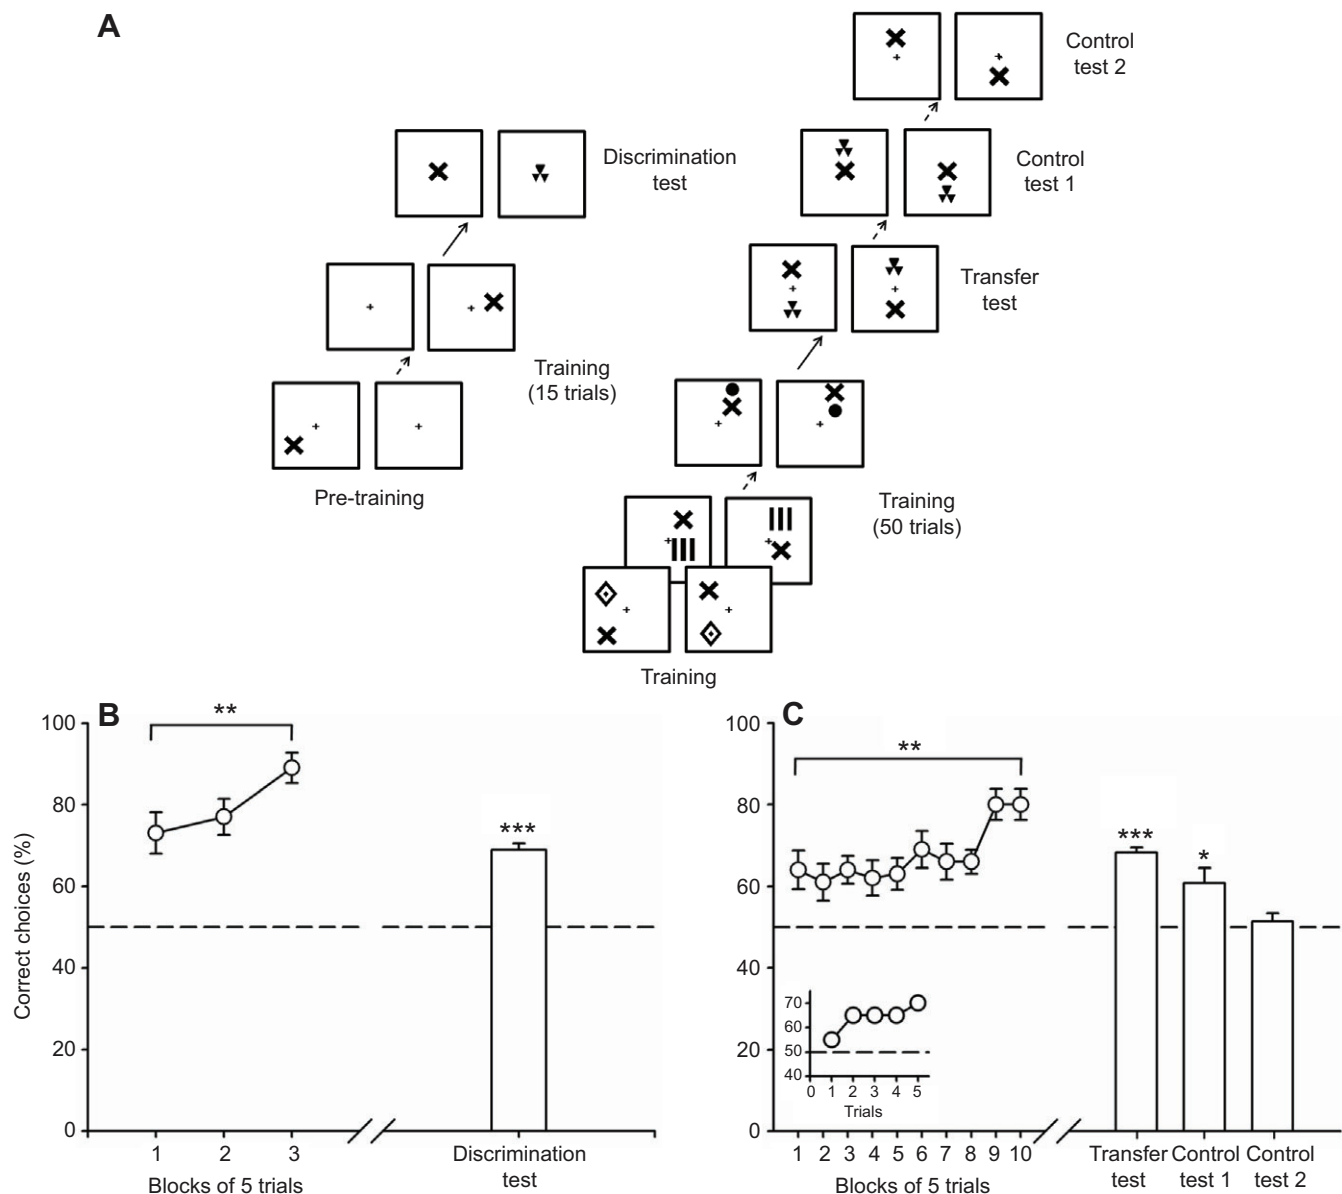 A
Control
test 2
Discrimination
test
Control
test 1
Transfer
test
Training
(15 trials)
Pre-training
Training
(50 trials)
Training
B
**
100
80
60
40
20
0
Correct choices (%)
***
1 2 3
Blocks of 5 trials
Discrimination
test
C
**
100
80
60
40
20
0
***
*
70
60
50
40
0 1 2 3 4 5
Trials
1 2 3 4 5 6 7 8 9 10
Blocks of 5 trials
Transfer
test
Control
test 1
Control
test 2